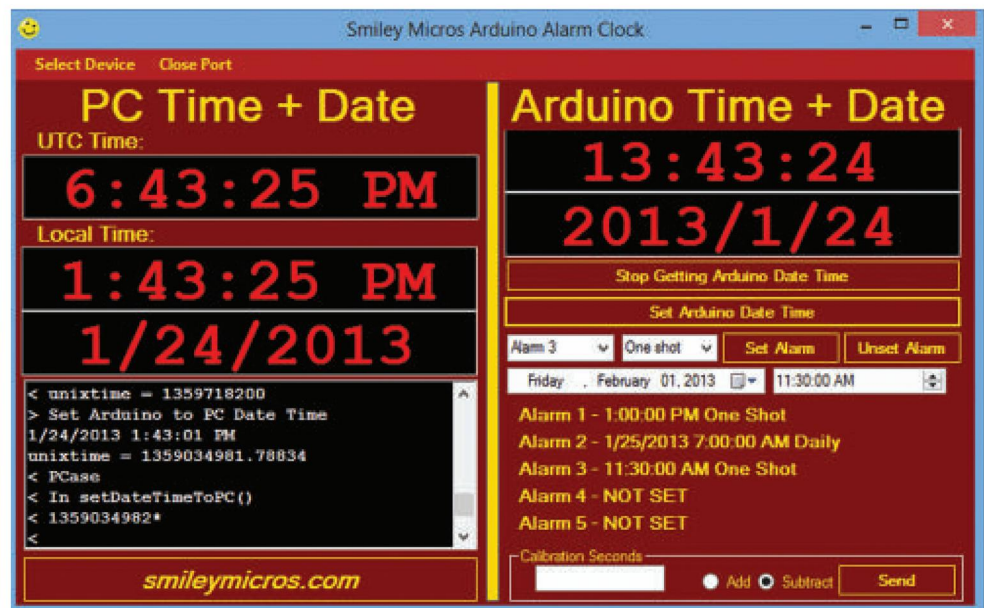 Smiley Micros Arduino Alarm Clock
Select Device Close Port
PC Time + Date
UTC Time:
6:43:25 PM
Local Time:
1:43:25 PM
1/24/2013
< unixtime = 1359718200
> Set Arduino to PC Date Time
1/24/2013 1:43:01 PM
unixtime = 1359034981.78834
< PCase
< In setDateTimeToPC()
< 1359034982*
<
smileymicros.com
Arduino Time + Date
13:43:24
2013/1/24
Stop Getting Arduino Date Time
Set Arduino Date Time
Alarm 3 One shot Set Alarm Unset Alarm
Friday , February 01, 2013 11:30:00 AM
Alarm 1 - 1:00:00 PM One Shot
Alarm 2 - 1/25/2013 7:00:00 AM Daily
Alarm 3 - 11:30:00 AM One Shot
Alarm 4 - NOT SET
Alarm 5 - NOT SET
Calibration Seconds
Add Subtract Send